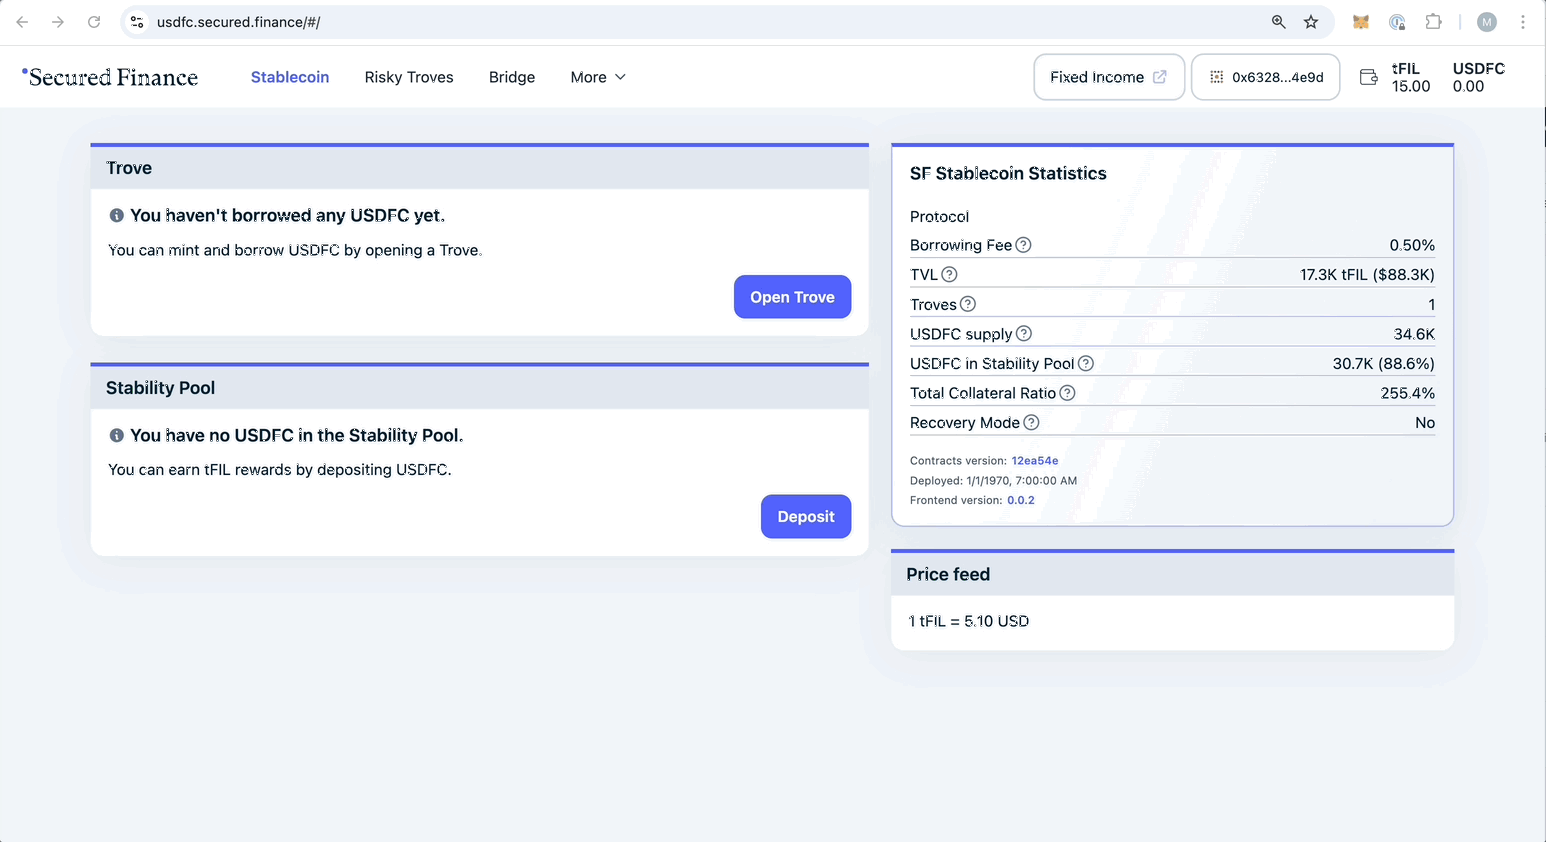 usdfc.secured.finance/#/
M
Secured Finance
Stablecoin
Risky Troves
Bridge
More
Fixed Income
0x6328...4e9d
tFIL
15.00
USDFC
0.00
Trove
You haven't borrowed any USDFC yet.
You can mint and borrow USDFC by opening a Trove.
Open Trove
Stability Pool
You have no USDFC in the Stability Pool.
You can earn tFIL rewards by depositing USDFC.
Deposit
SF Stablecoin Statistics
Protocol
Borrowing Fee ? 0.50%
TVL ? 17.3K tFIL ($88.3K)
Troves ? 1
USDFC supply ? 34.6K
USDFC in Stability Pool ? 30.7K (88.6%)
Total Collateral Ratio ? 255.4%
Recovery Mode ? No
Contracts version: 12ea54e
Deployed: 1/1/1970, 7:00:00 AM
Frontend version: 0.0.2
Price feed
1 tFIL = 5.10 USD